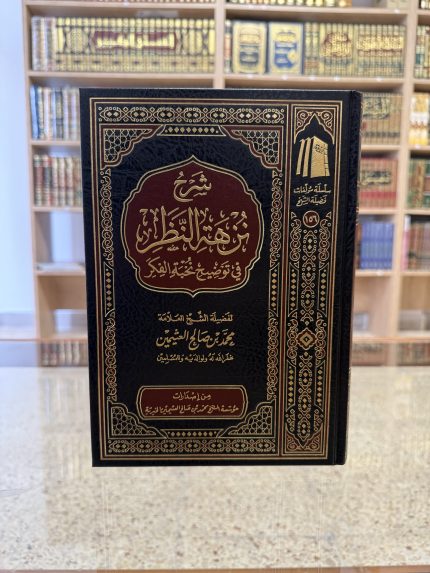 شرح
نزهة النظر
في توضيح نخبة الفكر
لفضيلة الشيخ العلامة
محمد بن صالح العثيمين
غفر الله له ولوالديه وللمسلمين
من إصدارات
مؤسسة الشيخ محمد بن صالح العثيمين الخيرية
سلسلة مؤلفات
فضيلة الشيخ
١٥٦